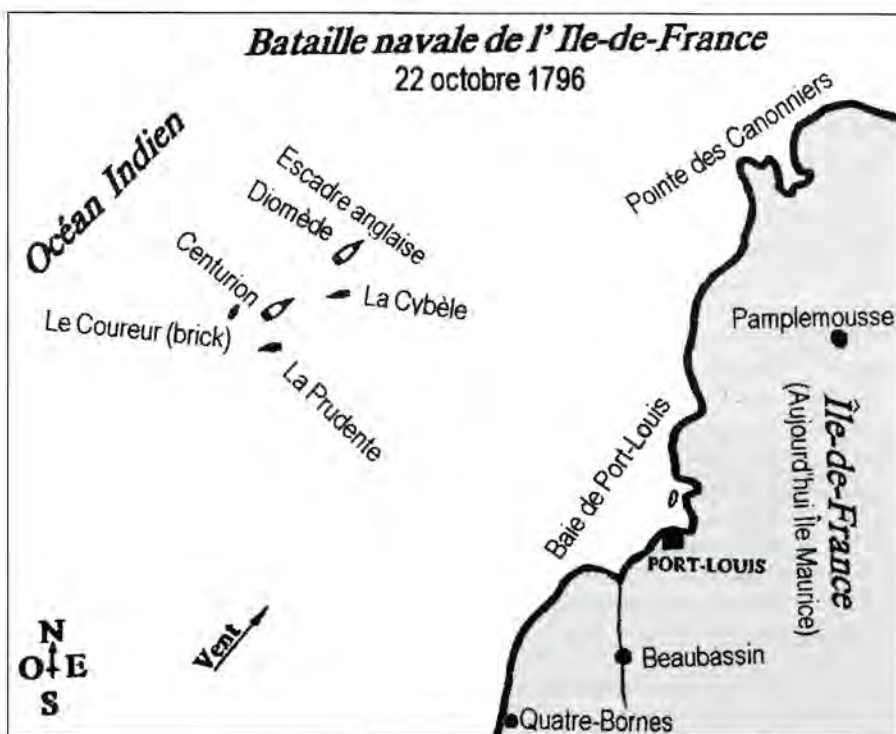 Bataille navale de l' Ile-de-France
22 octobre 1796
Océan Indien
Escadre anglaise
Diomède
Centurion
La Cybèle
Le Coureur (brick)
La Prudente
Pointe des Canonniers
Pamplemousse
Île-de-France
(Aujourd'hui Île Maurice)
Baie de Port-Louis
PORT-LOUIS
Beaubassin
Quatre-Bornes
Vent
N
O E
S